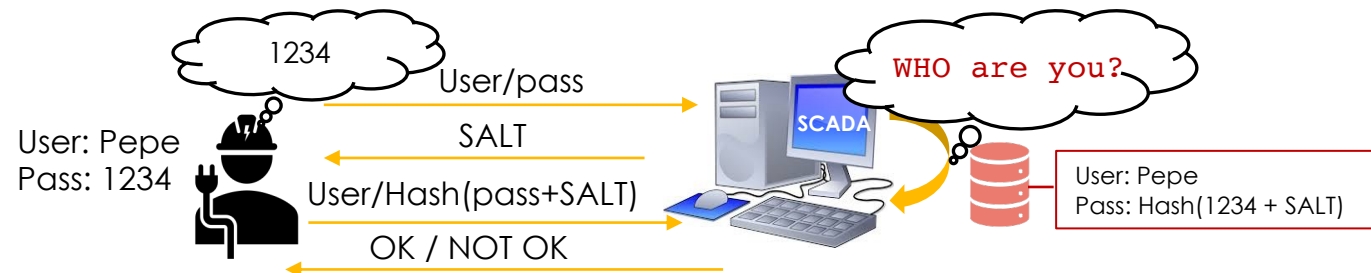 1234
WHO are you?
User/pass
SCADA
SALT
User: Pepe
Pass: 1234
User/Hash(pass+SALT)
User: Pepe
Pass: Hash(1234 + SALT)
OK / NOT OK